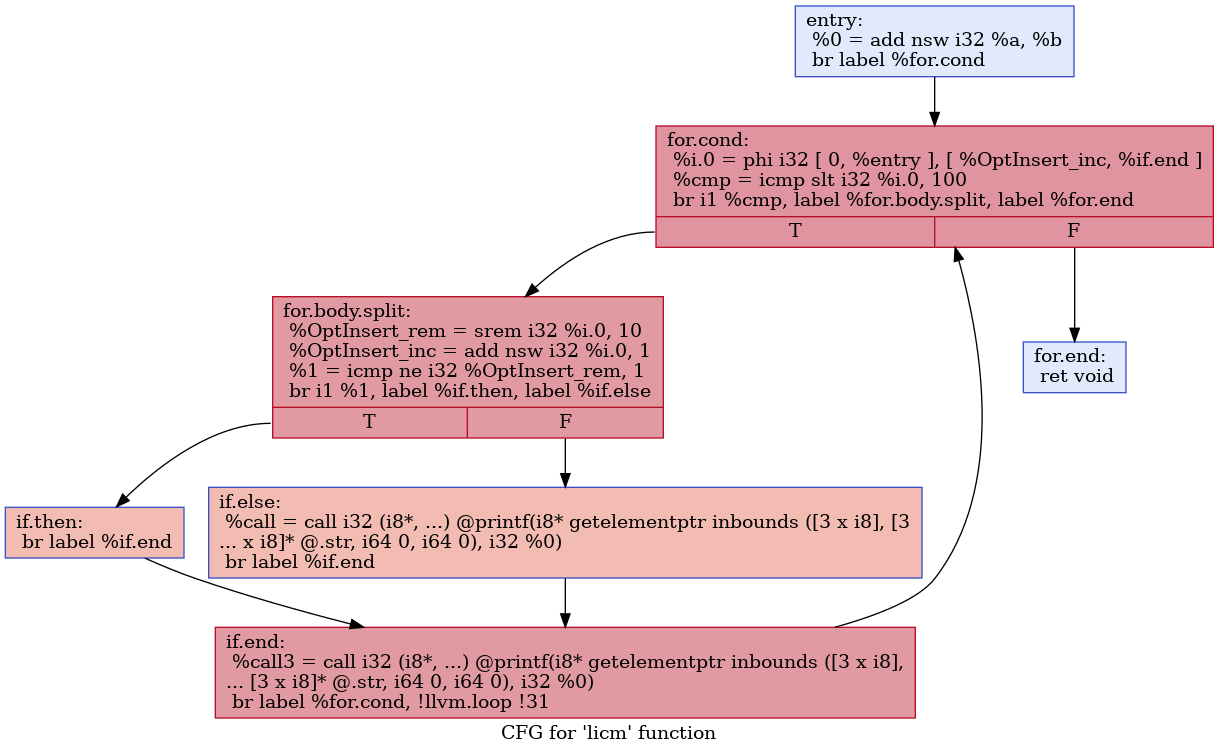 entry:
%0 = add nsw i32 %a, %b
br label %for.cond
for.cond:
%i.0 = phi i32 [ 0, %entry ], [ %OptInsert_inc, %if.end ]
%cmp = icmp slt i32 %i.0, 100
br i1 %cmp, label %for.body.split, label %for.end
T
F
for.body.split:
%OptInsert_rem = srem i32 %i.0, 10
%OptInsert_inc = add nsw i32 %i.0, 1
%1 = icmp ne i32 %OptInsert_rem, 1
br i1 %1, label %if.then, label %if.else
T
F
for.end:
ret void
if.then:
br label %if.end
if.else:
%call = call i32 (i8*, ...) @printf(i8* getelementptr inbounds ([3 x i8], [3
... x i8]* @.str, i64 0, i64 0), i32 %0)
br label %if.end
if.end:
%call3 = call i32 (i8*, ...) @printf(i8* getelementptr inbounds ([3 x i8],
... [3 x i8]* @.str, i64 0, i64 0), i32 %0)
br label %for.cond, !llvm.loop !31
CFG for 'licm' function